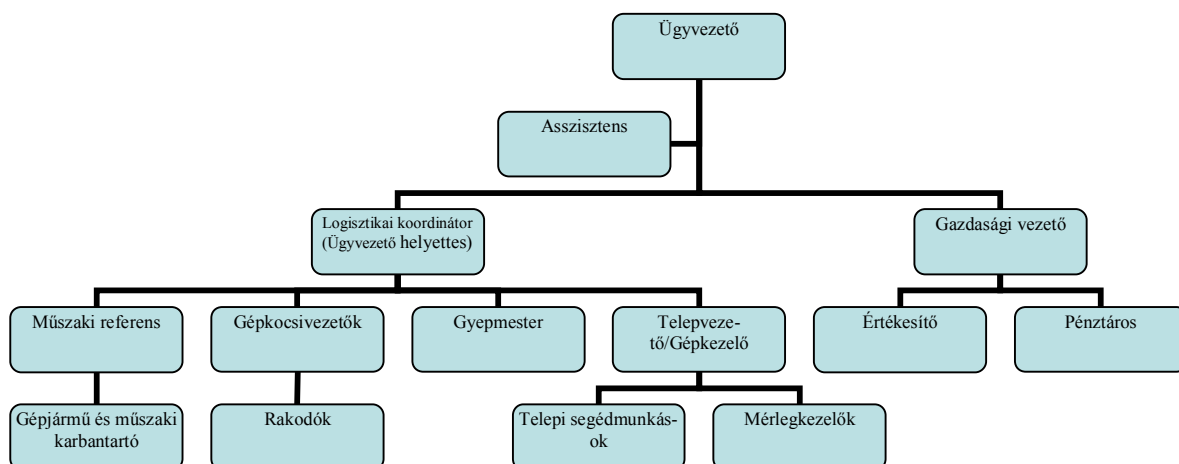 Ügyvezető
Asszisztens
Logisztikai koordinátor
(Ügyvezető helyettes)
Gazdasági vezető
Műszaki referens
Gépkocsivezetők
Gyepmester
Telepveze-
tő/Gépkezelő
Értékesítő
Pénztáros
Gépjármű és műszaki
karbantartó
Rakodók
Telepi segédmunkás-
ok
Mérlegkezelők